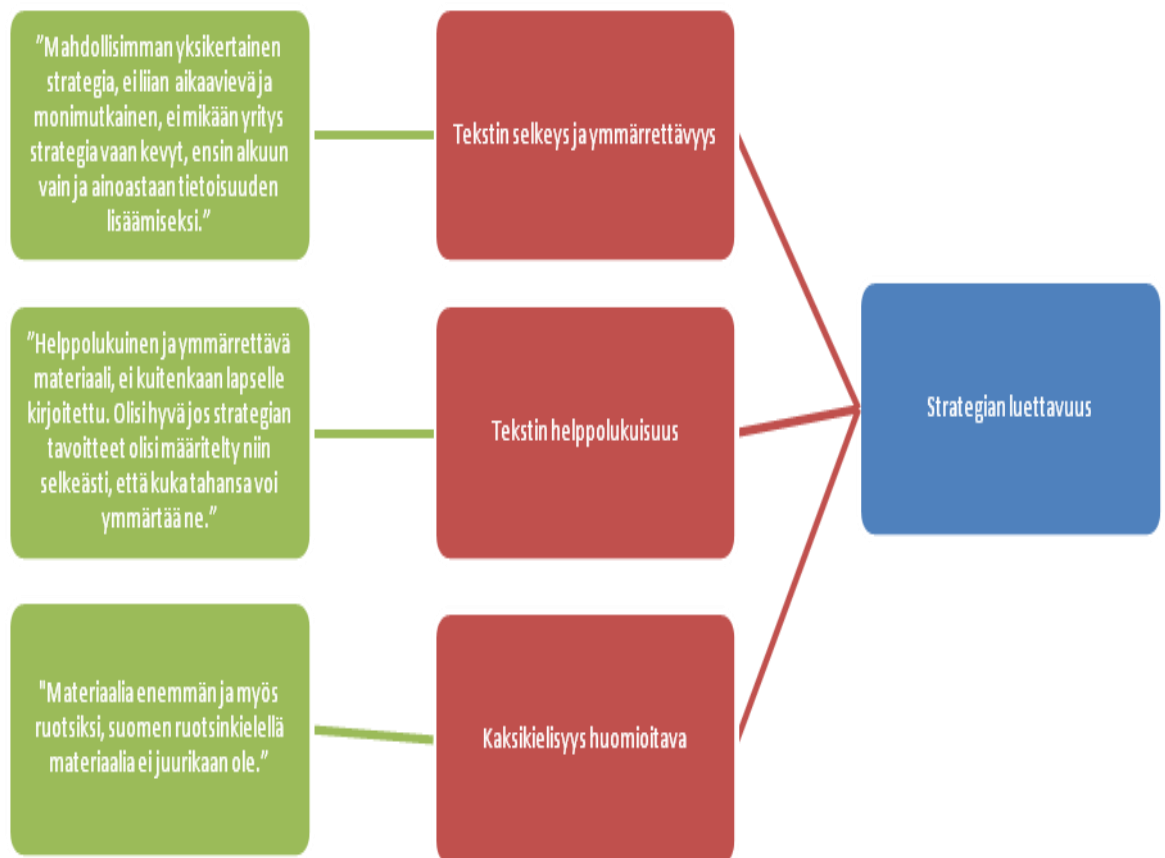 ”Mahdollisimman yksikertainen
strategia, ei liian aikaavievä ja
monimutkainen, ei mikään yritys
strategia vaan kevyt, ensin alkuun
vain ja ainoastaan tietoisuuden
lisäämiseksi.”
Tekstin selkeys ja ymmärrettävyys
”Helppolukuinen ja ymmärrettävä
materiaali, ei kuitenkaan lapselle
kirjoitettu. Olisi hyvä jos strategian
tavoitteet olisi määritelty niin
selkeästi, että kuka tahansa voi
ymmärtää ne.”
Tekstin helppolukuisuus
Strategian luettavuus
"Materiaalia enemmän ja myös
ruotsiksi, suomen ruotsinkielellä
materiaalia ei juurikaan ole.”
Kaksikielisyys huomioitava